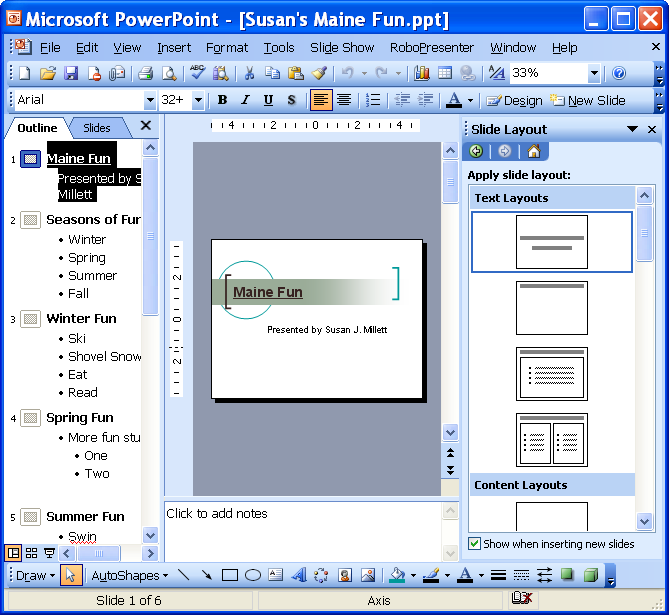 Microsoft PowerPoint - [Susan's Maine Fun.ppt]
File Edit View Insert Format Tools Slide Show RoboPresenter Window Help
33%
Arial 32+ B I U S A Design New Slide
Outline Slides
4 2 0 2 4
Slide Layout
Apply slide layout:
Text Layouts
1 Maine Fun
Presented by S
Millett
2 Seasons of Fun
• Winter
• Spring
• Summer
• Fall
3 Winter Fun
• Ski
• Shovel Snow
• Eat
• Read
4 Spring Fun
• More fun stu
• One
• Two
5 Summer Fun
• Swin
2
0
2
Maine Fun
Presented by Susan J. Millett
Content Layouts
Click to add notes
Show when inserting new slides
Draw AutoShapes A
Slide 1 of 6 Axis